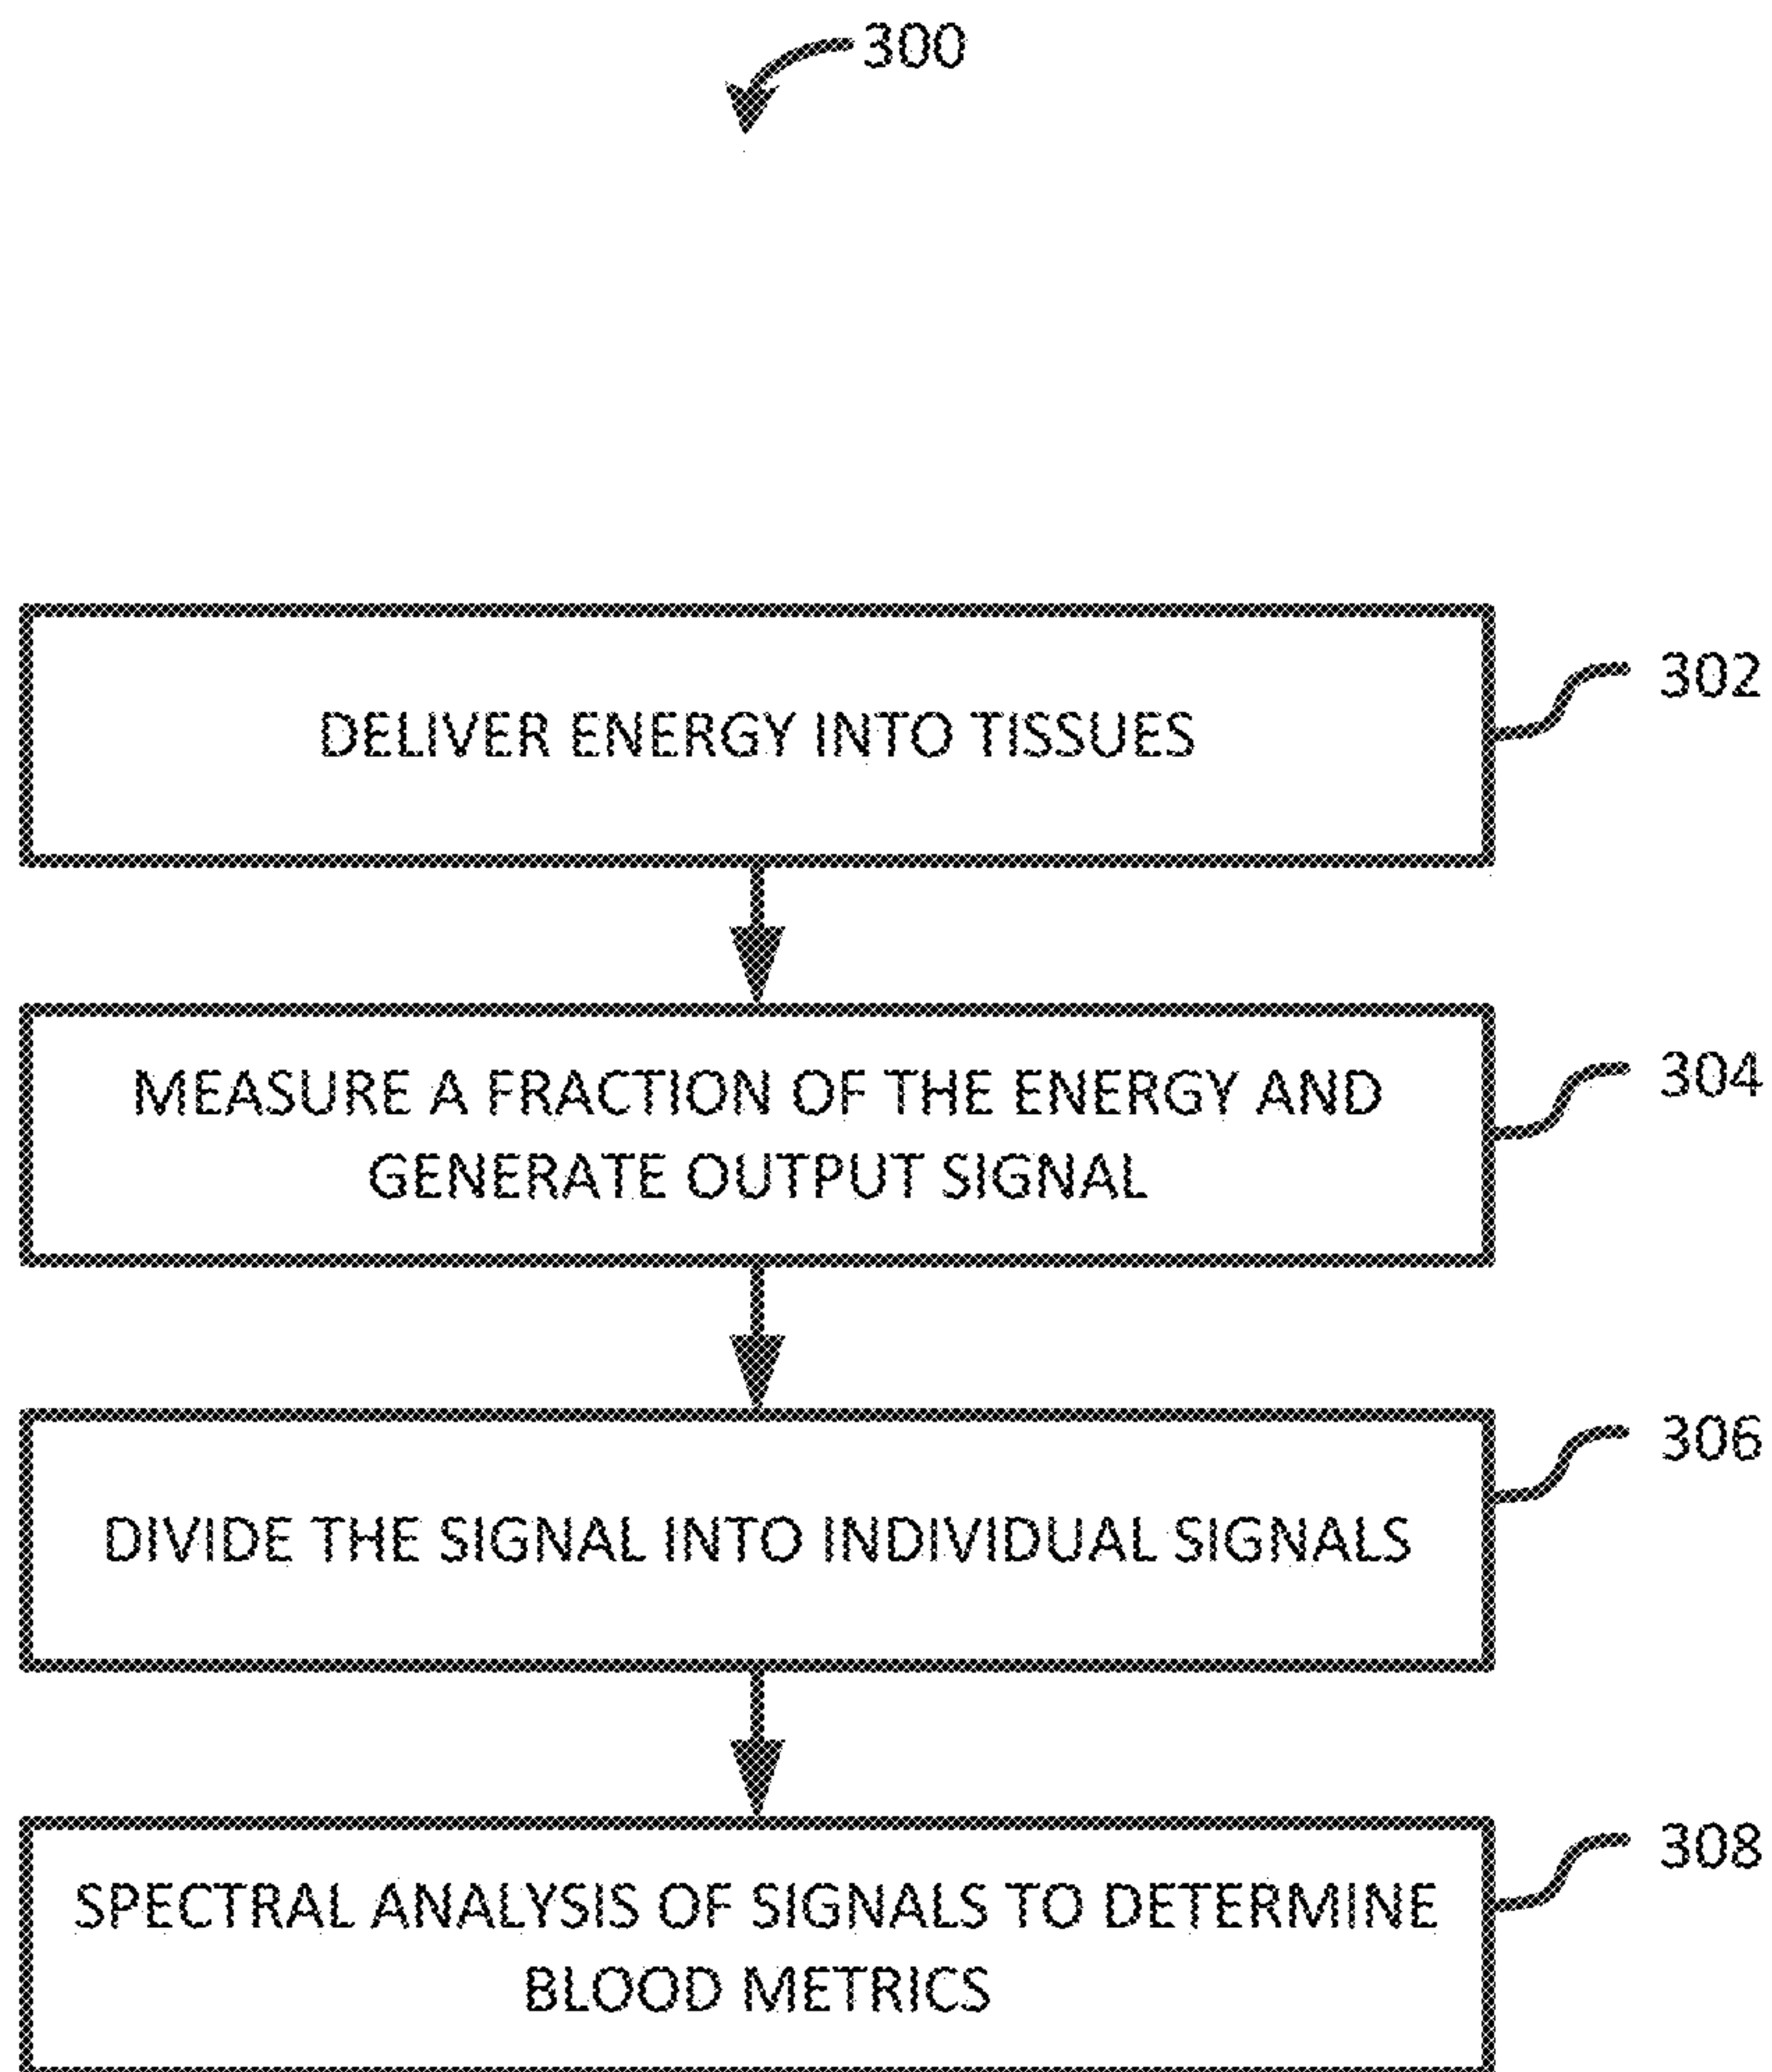 300
DELIVER ENERGY INTO TISSUES
302
MEASURE A FRACTION OF THE ENERGY AND
GENERATE OUTPUT SIGNAL
304
DIVIDE THE SIGNAL INTO INDIVIDUAL SIGNALS
306
SPECTRAL ANALYSIS OF SIGNALS TO DETERMINE
BLOOD METRICS
308